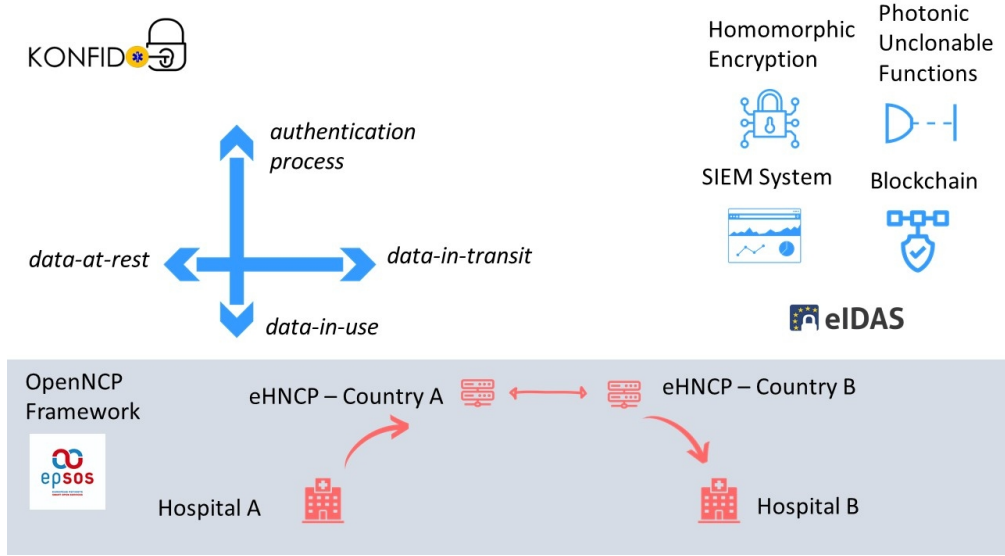 KONFIDO
Homomorphic
Encryption
Photonic
Unclonable
Functions
authentication
process
SIEM System
Blockchain
data-at-rest
data-in-transit
data-in-use
eIDAS
OpenNCP
Framework
eHNCP – Country A
eHNCP – Country B
epsos
Hospital A
Hospital B